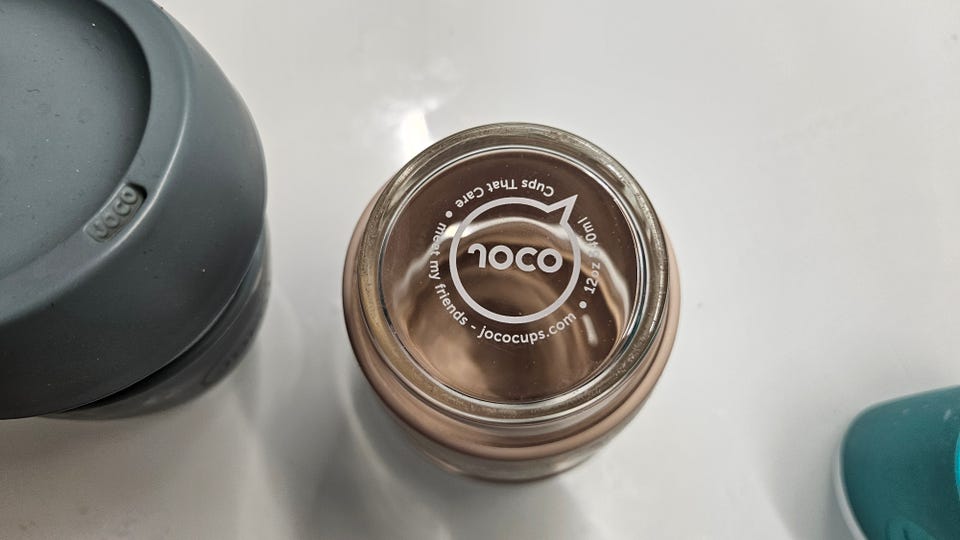 JOCO
JOCO
Cups That Care • meet my friends - jococups.com • 12oz